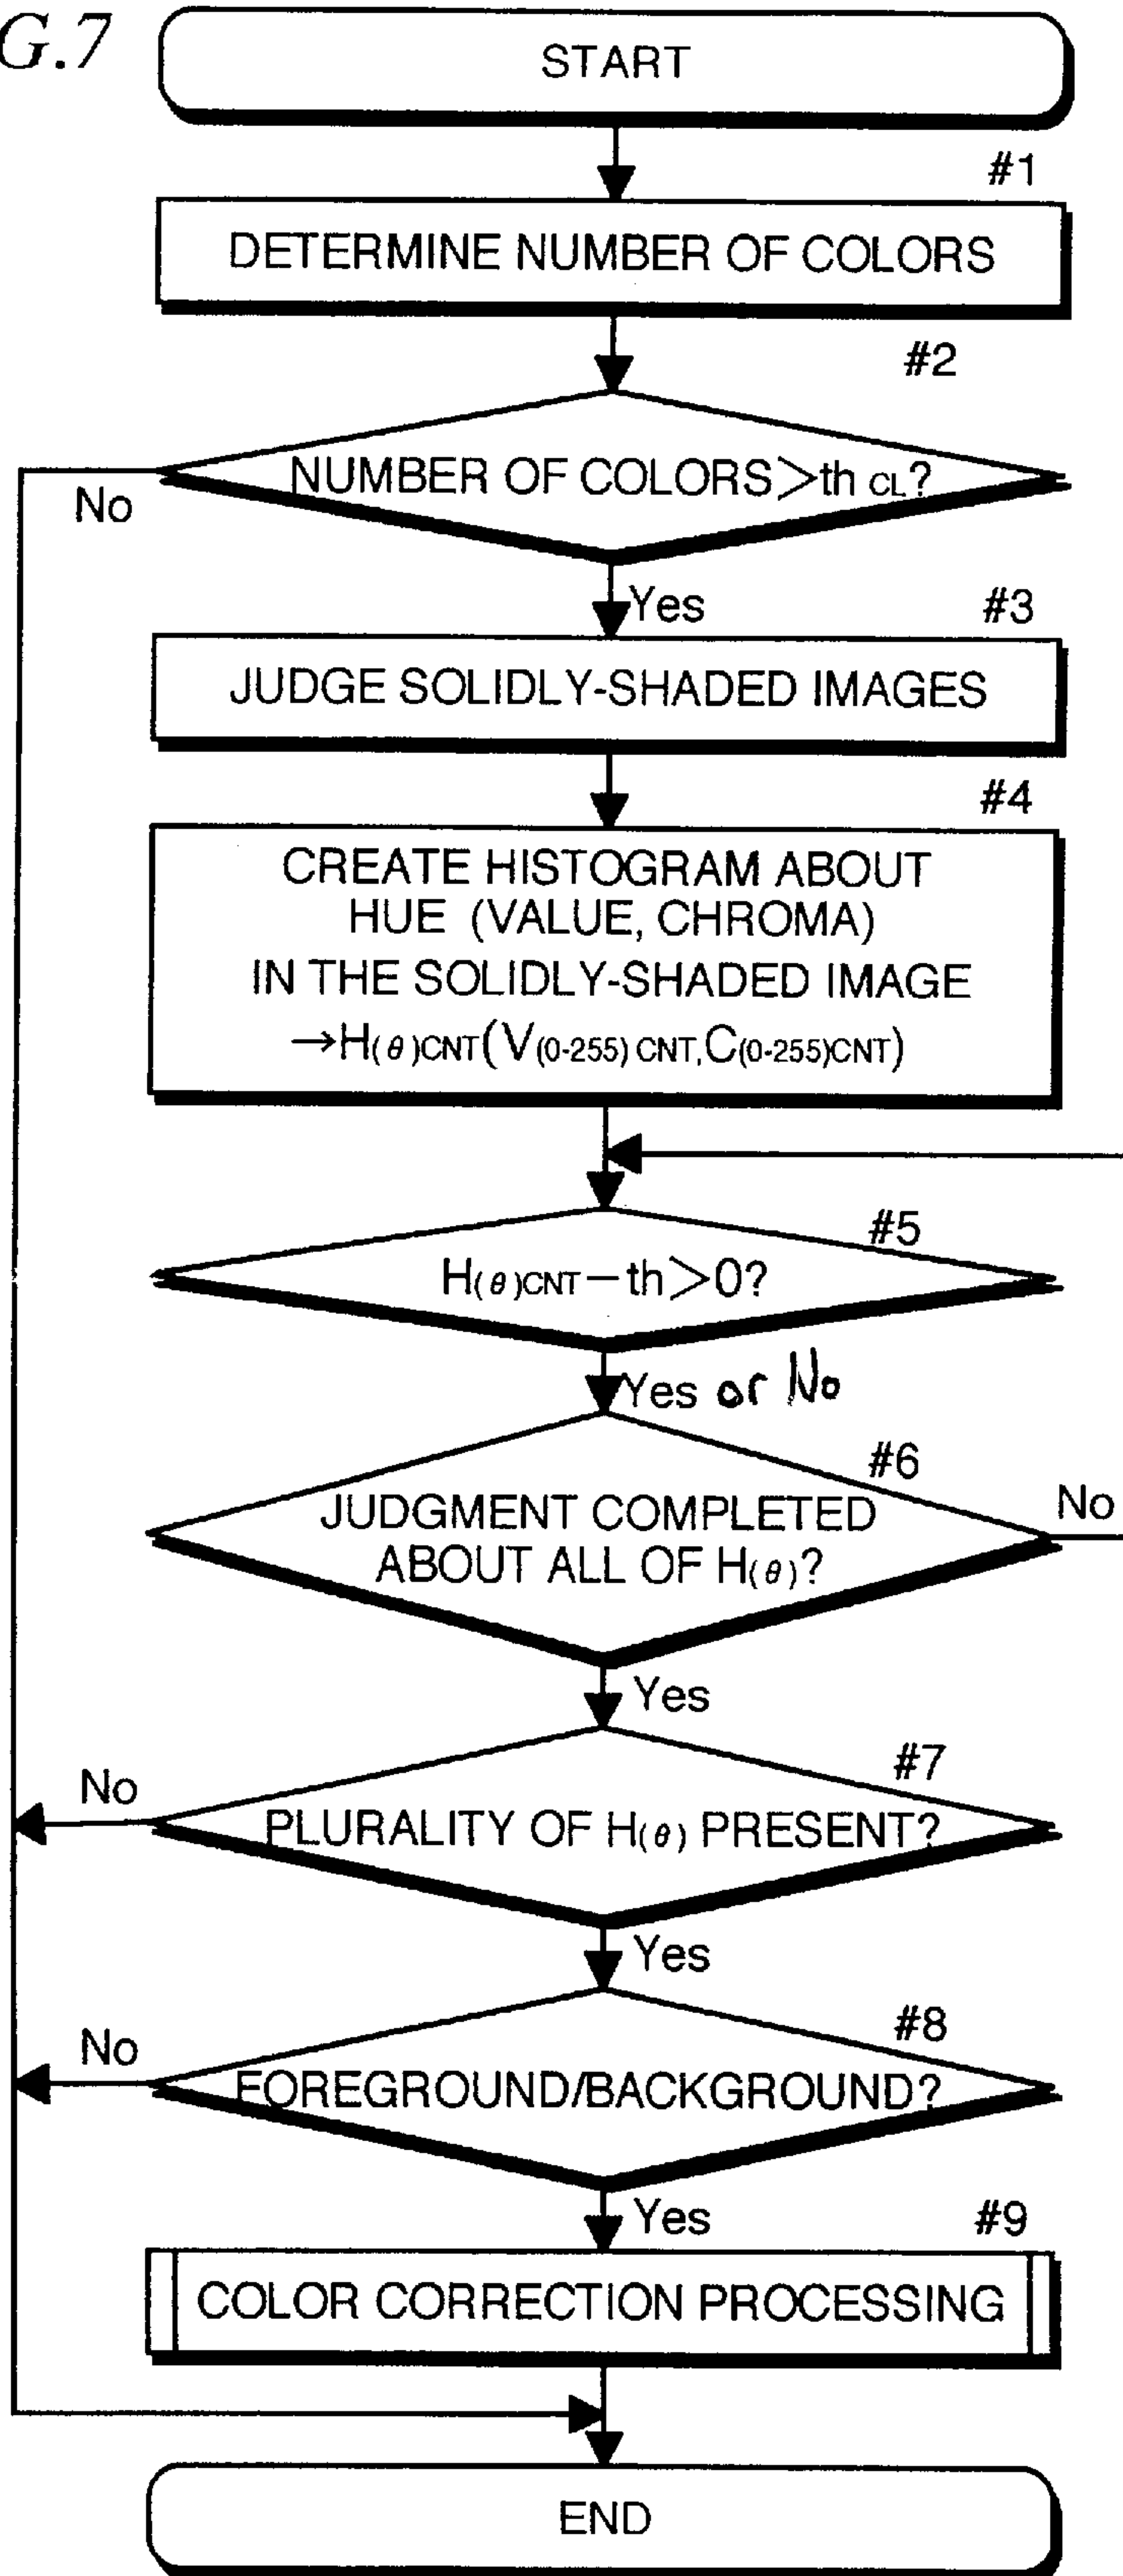 G.7
START
#1
DETERMINE NUMBER OF COLORS
#2
NUMBER OF COLORS>th CL?
No
Yes
#3
JUDGE SOLIDLY-SHADED IMAGES
#4
CREATE HISTOGRAM ABOUT
HUE (VALUE, CHROMA)
IN THE SOLIDLY-SHADED IMAGE
→H(θ)CNT(V(0-255)CNT,C(0-255)CNT)
#5
H(θ)CNT−th>0?
Yes or No
#6
JUDGMENT COMPLETED
ABOUT ALL OF H(θ)?
No
Yes
#7
No
PLURALITY OF H(θ) PRESENT?
Yes
#8
No
FOREGROUND/BACKGROUND?
Yes
#9
COLOR CORRECTION PROCESSING
END